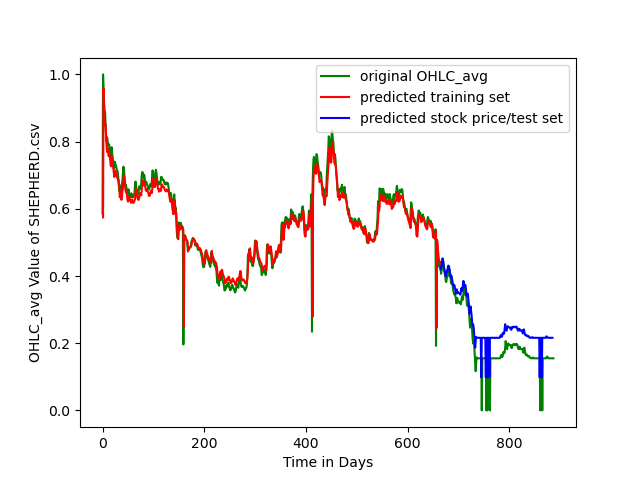 original OHLC_avg
predicted training set
predicted stock price/test set
OHLC_avg Value of SHEPHERD.csv
1.0
0.8
0.6
0.4
0.2
0.0
0 200 400 600 800
Time in Days